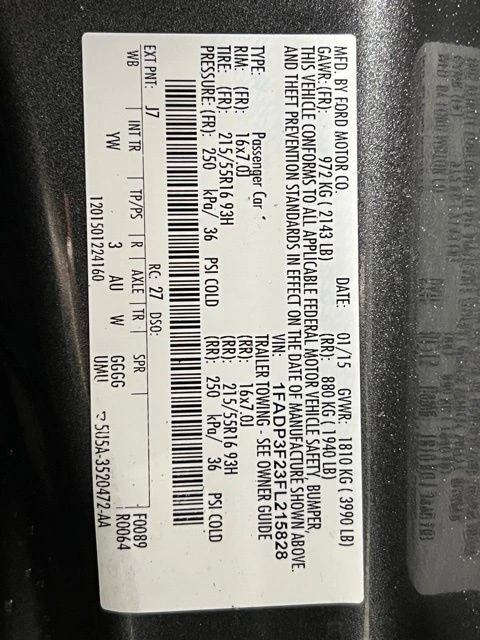 MFD. BY FORD MOTOR CO.
DATE: 01/15 GVWR: 1810 KG ( 3990 LB)
GAWR: (FR) 972 KG ( 2143 LB) (RR) 880 KG ( 1940 LB)
THIS VEHICLE CONFORMS TO ALL APPLICABLE FEDERAL MOTOR VEHICLE SAFETY, BUMPER,
AND THEFT PREVENTION STANDARDS IN EFFECT ON THE DATE OF MANUFACTURE SHOWN ABOVE.
VIN: 1FADP3F23FL215828
TYPE: Passenger Car TRAILER TOWING - SEE OWNER GUIDE
RIM: (FR) 16x7.0J (RR) 16x7.0J
TIRE: (FR) 215/55R16 93H (RR) 215/55R16 93H
PRESSURE: (FR) 250 kPa/ 36 PSI COLD (RR) 250 kPa/ 36 PSI COLD
EXT PNT: J7 RC: 27 DSO: F0089
WB INT TR TP/PS R AXLE TR SPR R0064
YW 3 AU W GGGG
UMU
1201501224160 5U5A-3520472-AA